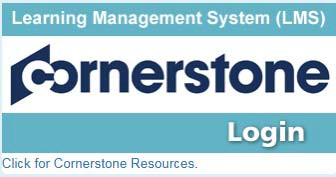 Learning Management System (LMS)
cornerstone
Login
Click for Cornerstone Resources.